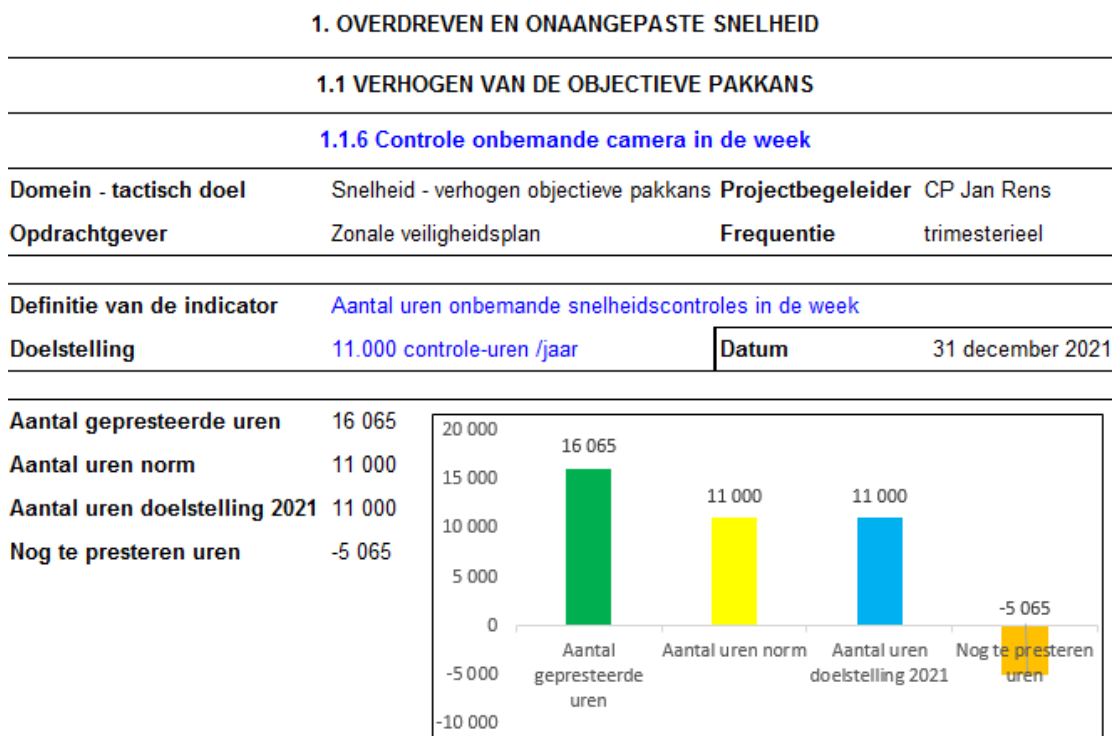 1. OVERDREVEN EN ONAANGEPASTE SNELHEID
1.1 VERHOGEN VAN DE OBJECTIEVE PAKKANS
1.1.6 Controle onbemande camera in de week
Domein - tactisch doel Snelheid - verhogen objectieve pakkans Projectbegeleider CP Jan Rens
Opdrachtgever Zonale veiligheidsplan Frequentie trimesterieel
Definitie van de indicator Aantal uren onbemande snelheidscontroles in de week
Doelstelling 11.000 controle-uren /jaar Datum 31 december 2021
Aantal gepresteerde uren 16 065
Aantal uren norm 11 000
Aantal uren doelstelling 2021 11 000
Nog te presteren uren -5 065
20 000
15 000
10 000
5 000
0
-5 000
-10 000
16 065
11 000
11 000
-5 065
Aantal
gepresteerde
uren
Aantal uren norm
Aantal uren
doelstelling 2021
Nog te presteren
uren